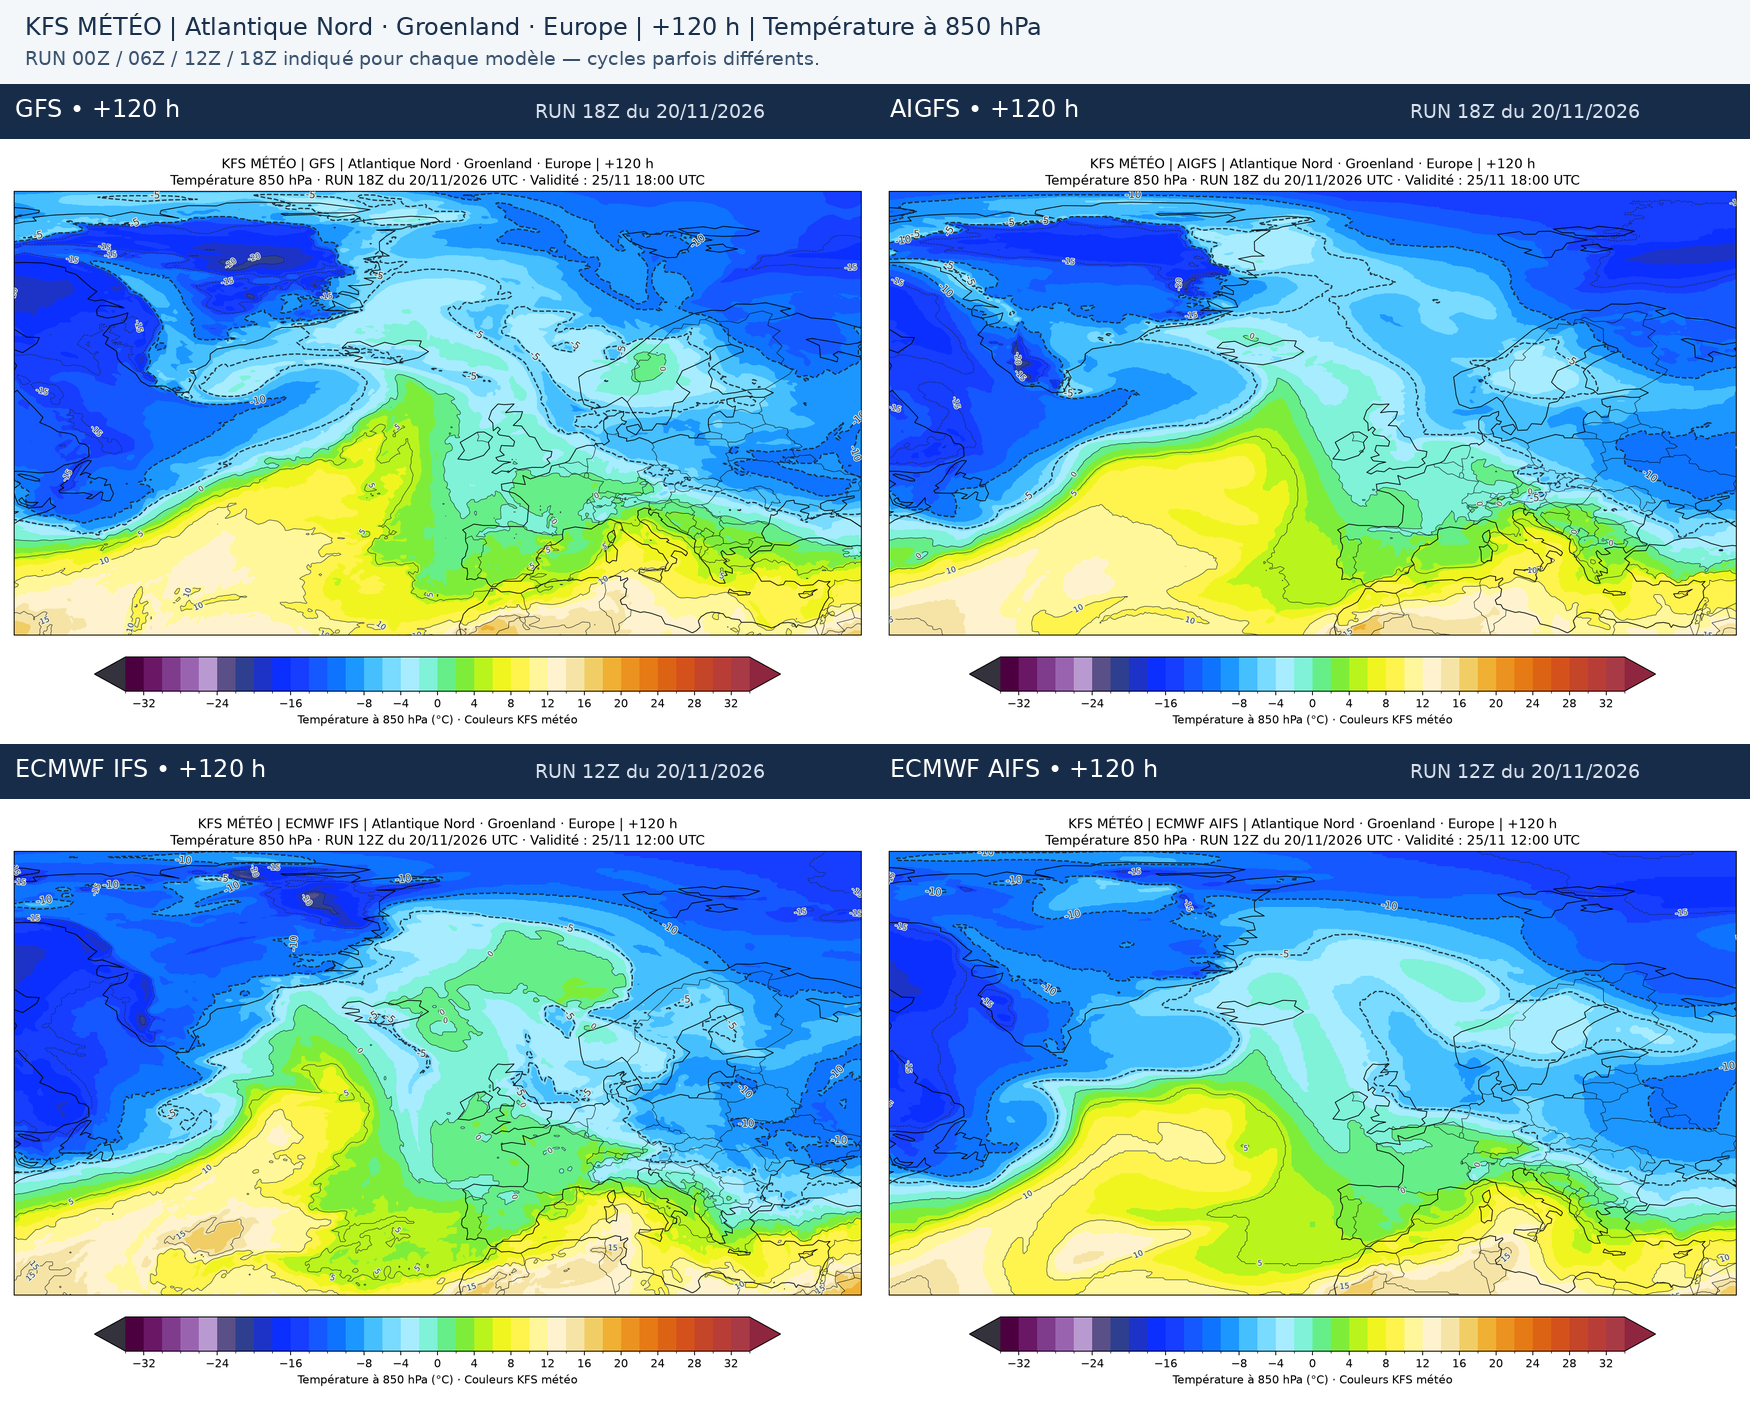 KFS MÉTÉO | Atlantique Nord · Groenland · Europe | +120 h | Température à 850 hPa
RUN 00Z / 06Z / 12Z / 18Z indiqué pour chaque modèle — cycles parfois différents.
GFS • +120 h
RUN 18Z du 20/11/2026
AIGFS • +120 h
RUN 18Z du 20/11/2026
KFS MÉTÉO | GFS | Atlantique Nord · Groenland · Europe | +120 h
Température 850 hPa · RUN 18Z du 20/11/2026 UTC · Validité : 25/11 18:00 UTC
KFS MÉTÉO | AIGFS | Atlantique Nord · Groenland · Europe | +120 h
Température 850 hPa · RUN 18Z du 20/11/2026 UTC · Validité : 25/11 18:00 UTC
−32 −24 −16 −8 −4 0 4 8 12 16 20 24 28 32
Température à 850 hPa (°C) · Couleurs KFS météo
−32 −24 −16 −8 −4 0 4 8 12 16 20 24 28 32
Température à 850 hPa (°C) · Couleurs KFS météo
ECMWF IFS • +120 h
RUN 12Z du 20/11/2026
ECMWF AIFS • +120 h
RUN 12Z du 20/11/2026
KFS MÉTÉO | ECMWF IFS | Atlantique Nord · Groenland · Europe | +120 h
Température 850 hPa · RUN 12Z du 20/11/2026 UTC · Validité : 25/11 12:00 UTC
KFS MÉTÉO | ECMWF AIFS | Atlantique Nord · Groenland · Europe | +120 h
Température 850 hPa · RUN 12Z du 20/11/2026 UTC · Validité : 25/11 12:00 UTC
−32 −24 −16 −8 −4 0 4 8 12 16 20 24 28 32
Température à 850 hPa (°C) · Couleurs KFS météo
−32 −24 −16 −8 −4 0 4 8 12 16 20 24 28 32
Température à 850 hPa (°C) · Couleurs KFS météo